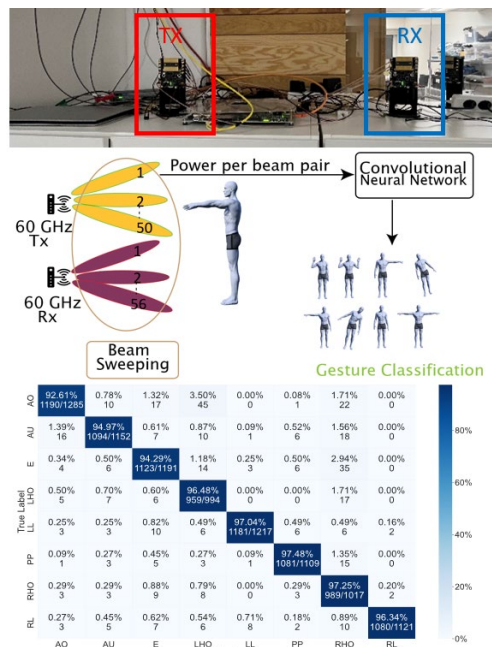 TX RX
Power per beam pair
Convolutional
Neural Network
1
2
50
60 GHz
Tx
1
2
56
60 GHz
Rx
Beam
Sweeping
Gesture Classification
True Label
AO 92.61% 0.78% 1.32% 3.50% 0.00% 0.08% 1.71% 0.00%
1190/1285 10 17 45 0 1 22 0
AU 1.39% 94.97% 0.61% 0.87% 0.09% 0.52% 1.56% 0.00%
16 1094/1152 7 10 1 6 18 0
E 0.34% 0.50% 94.29% 1.18% 0.25% 0.50% 2.94% 0.00%
4 6 1123/1191 14 3 6 35 0
LHO 0.50% 0.70% 0.60% 96.48% 0.00% 0.00% 1.71% 0.00%
5 7 6 959/994 0 0 17 0
LL 0.25% 0.25% 0.82% 0.49% 97.04% 0.49% 0.49% 0.16%
3 3 10 6 1181/1217 6 6 2
PP 0.09% 0.27% 0.45% 0.27% 0.09% 97.48% 1.35% 0.00%
1 3 5 3 1 1081/1109 15 0
RHO 0.29% 0.29% 0.88% 0.79% 0.00% 0.29% 97.25% 0.20%
3 3 9 8 0 3 989/1017 2
RL 0.27% 0.45% 0.62% 0.54% 0.71% 0.18% 0.89% 96.34%
3 5 7 6 8 2 10 1080/1121
AO AU E LHO LL PP RHO RL
80%
60%
40%
20%
0%